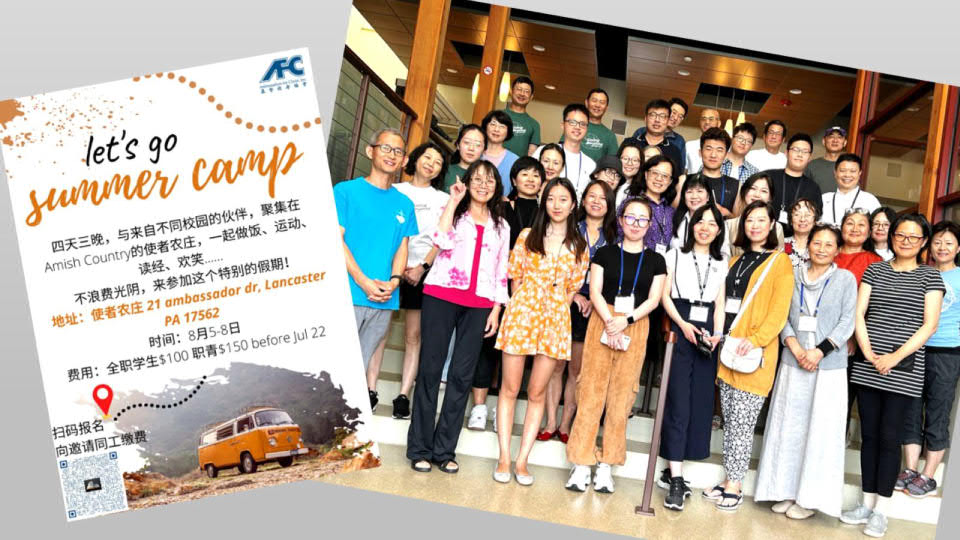 AFC
let's go
summer camp
四天三晚，与来自不同校园的伙伴，聚集在
Amish Country的使者农庄，一起做饭、运动、
读经、欢笑......
不浪费光阴，来参加这个特别的假期！
地址：使者农庄 21 ambassador dr, Lancaster
PA 17562
时间：8月5-8日
费用：全职学生$100 职青$150 before Jul 22
扫码报名
向邀请同工缴费